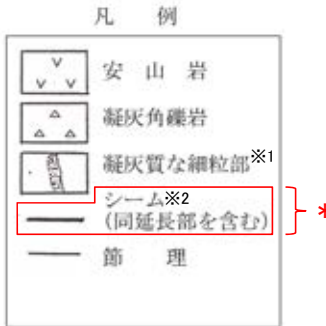 凡 例
安 山 岩
凝灰角礫岩
凝灰質な細粒部※1
シーム※2
(同延長部を含む)
*
節 理